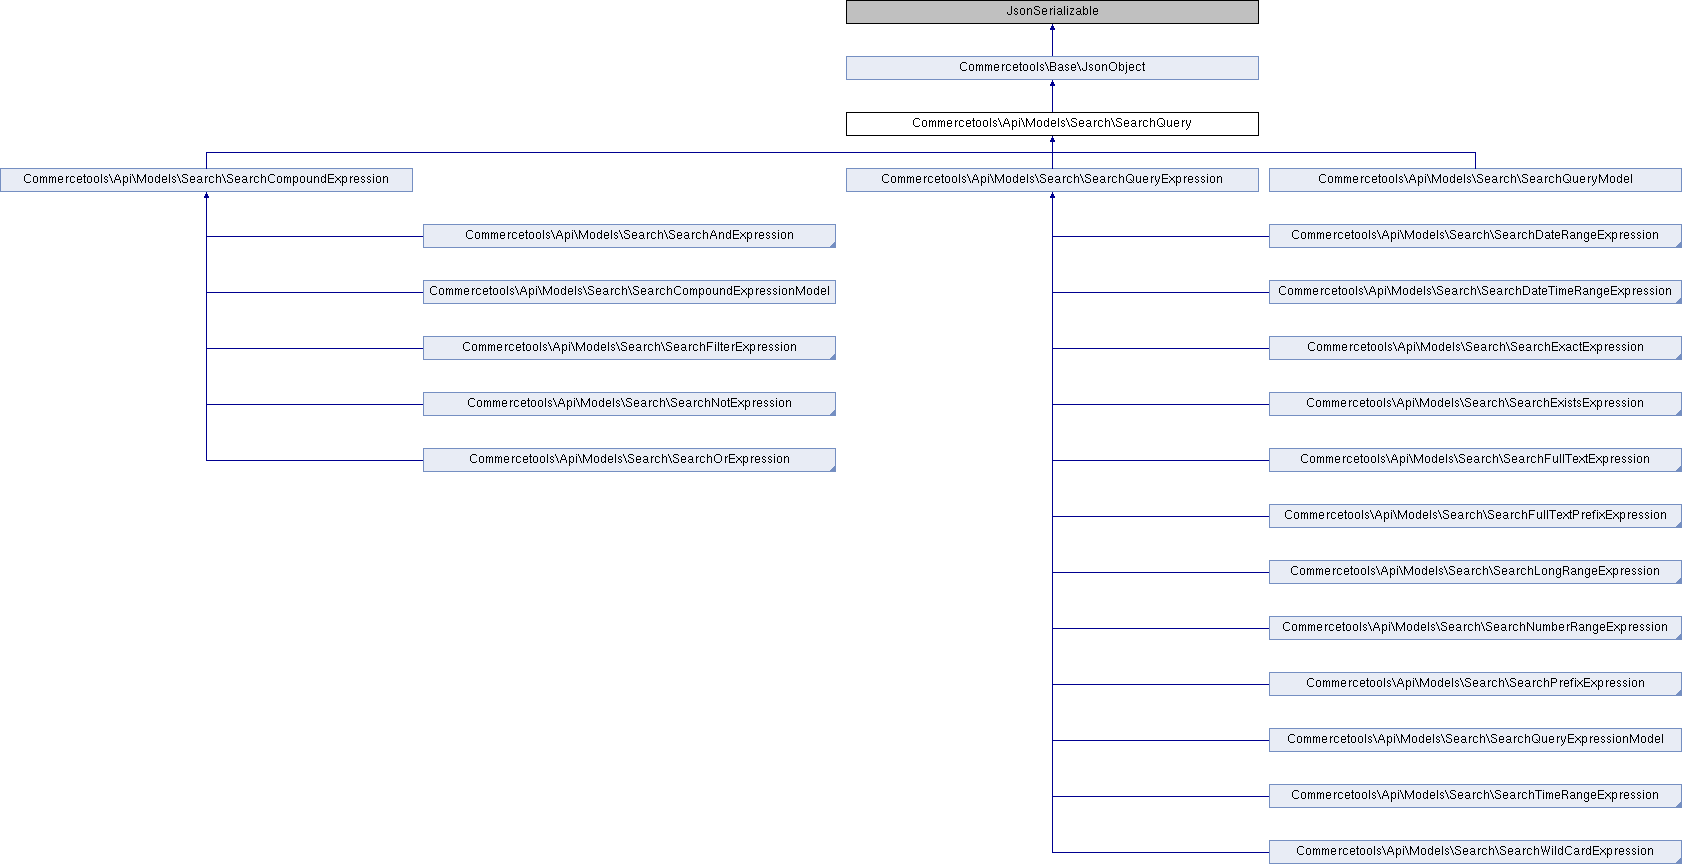 JsonSerializable
Commercetools\Base\JsonObject
Commercetools\Api\Models\Search\SearchQuery
Commercetools\Api\Models\Search\SearchCompoundExpression
Commercetools\Api\Models\Search\SearchQueryExpression
Commercetools\Api\Models\Search\SearchQueryModel
Commercetools\Api\Models\Search\SearchAndExpression
Commercetools\Api\Models\Search\SearchDateRangeExpression
Commercetools\Api\Models\Search\SearchCompoundExpressionModel
Commercetools\Api\Models\Search\SearchDateTimeRangeExpression
Commercetools\Api\Models\Search\SearchFilterExpression
Commercetools\Api\Models\Search\SearchExactExpression
Commercetools\Api\Models\Search\SearchNotExpression
Commercetools\Api\Models\Search\SearchExistsExpression
Commercetools\Api\Models\Search\SearchOrExpression
Commercetools\Api\Models\Search\SearchFullTextExpression
Commercetools\Api\Models\Search\SearchFullTextPrefixExpression
Commercetools\Api\Models\Search\SearchLongRangeExpression
Commercetools\Api\Models\Search\SearchNumberRangeExpression
Commercetools\Api\Models\Search\SearchPrefixExpression
Commercetools\Api\Models\Search\SearchQueryExpressionModel
Commercetools\Api\Models\Search\SearchTimeRangeExpression
Commercetools\Api\Models\Search\SearchWildCardExpression